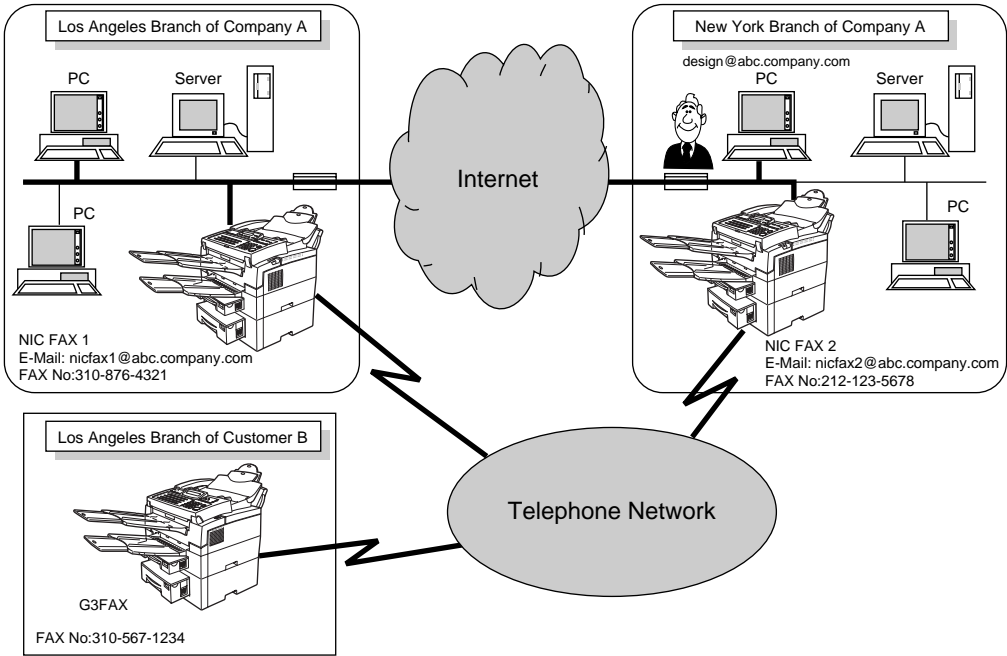 Los Angeles Branch of Company A
PC
Server
PC
NIC FAX 1
E-Mail: nicfax1@abc.company.com
FAX No:310-876-4321
Internet
New York Branch of Company A
design@abc.company.com
PC
Server
PC
NIC FAX 2
E-Mail: nicfax2@abc.company.com
FAX No:212-123-5678
Los Angeles Branch of Customer B
G3FAX
FAX No:310-567-1234
Telephone Network